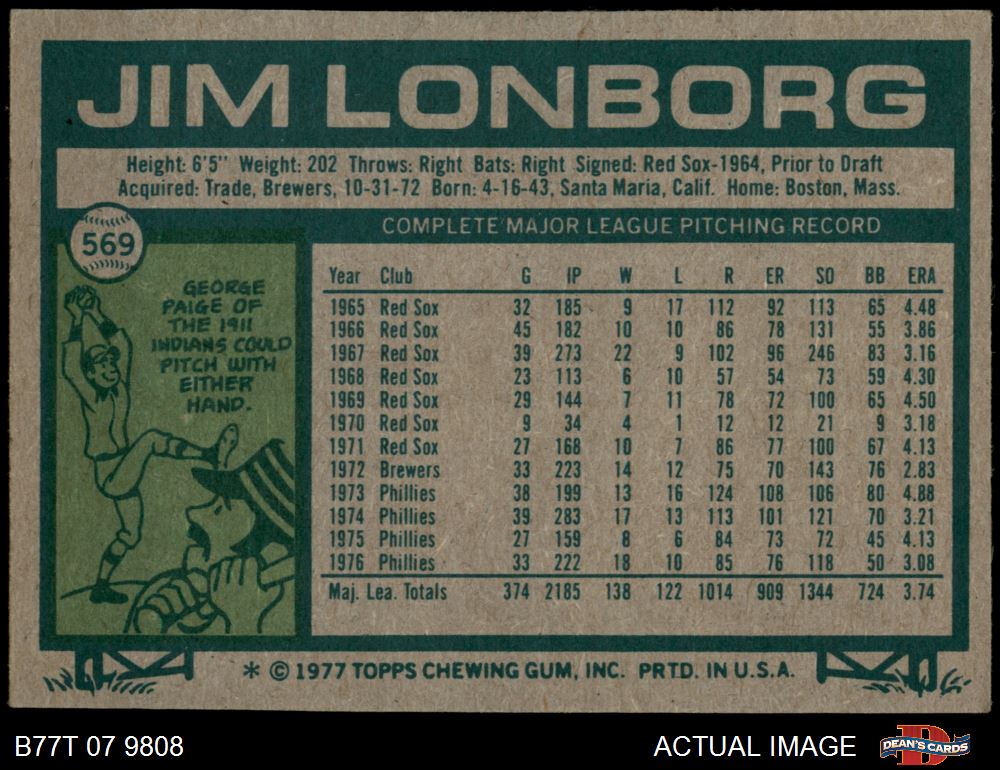 JIM LONBORG
Height: 6'5" Weight: 202 Throws: Right Bats: Right Signed: Red Sox-1964, Prior to Draft
Acquired: Trade, Brewers, 10-31-72 Born: 4-16-43, Santa Maria, Calif. Home: Boston, Mass.
569
GEORGE
PAIGE OF
THE 1911
INDIANS COULD
PITCH WITH
EITHER
HAND.
COMPLETE MAJOR LEAGUE PITCHING RECORD
Year Club G IP W L R ER SO BB ERA
1965 Red Sox 32 185 9 17 112 92 113 65 4.48
1966 Red Sox 45 182 10 10 86 78 131 55 3.86
1967 Red Sox 39 273 22 9 102 96 246 83 3.16
1968 Red Sox 23 113 6 10 57 54 73 59 4.30
1969 Red Sox 29 144 7 11 78 72 100 65 4.50
1970 Red Sox 9 34 4 1 12 12 21 9 3.18
1971 Red Sox 27 168 10 7 86 77 100 67 4.13
1972 Brewers 33 223 14 12 75 70 143 76 2.83
1973 Phillies 38 199 13 16 124 108 106 80 4.88
1974 Phillies 39 283 17 13 113 101 121 70 3.21
1975 Phillies 27 159 8 6 84 73 72 45 4.13
1976 Phillies 33 222 18 10 85 76 118 50 3.08
Maj. Lea. Totals 374 2185 138 122 1014 909 1344 724 3.74
* © 1977 TOPPS CHEWING GUM, INC. PRTD. IN U.S.A.
B77T 07 9808
ACTUAL IMAGE
D
DEAN'S CARDS